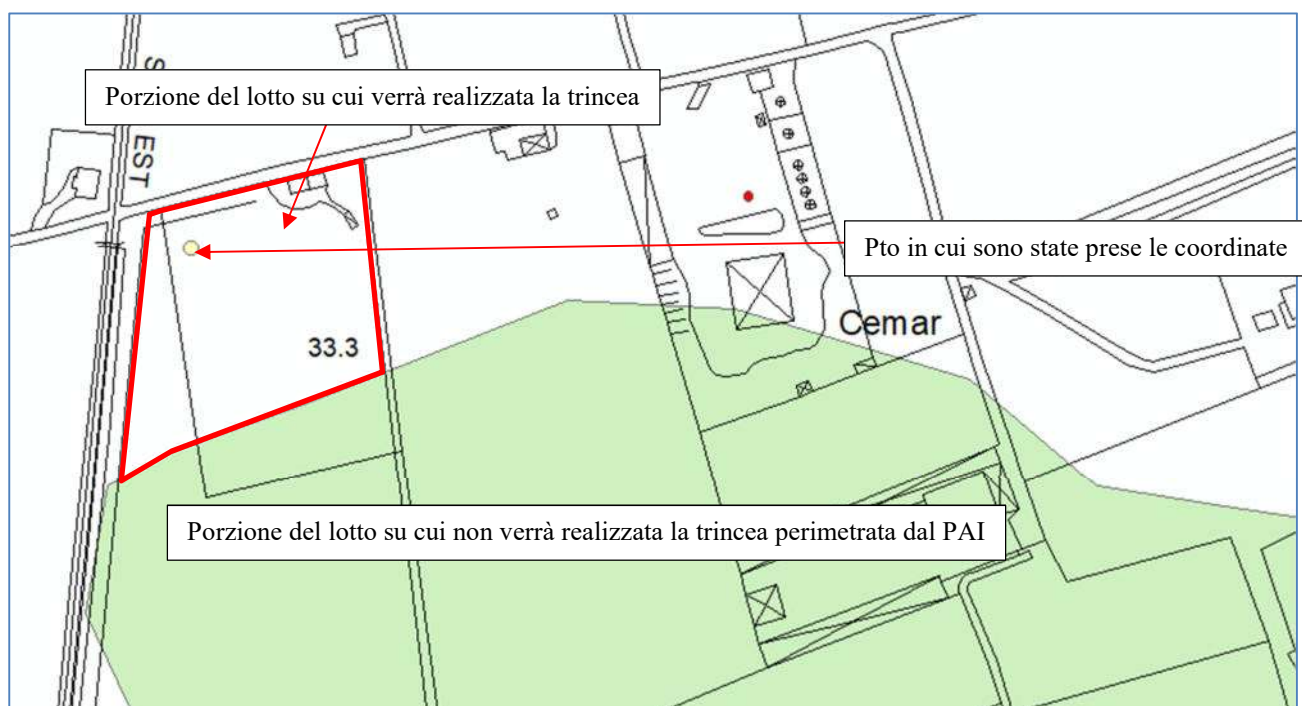 Porzione del lotto su cui verrà realizzata la trincea
EST
Pto in cui sono state prese le coordinate
Cemar
33.3
Porzione del lotto su cui non verrà realizzata la trincea perimetrata dal PAI